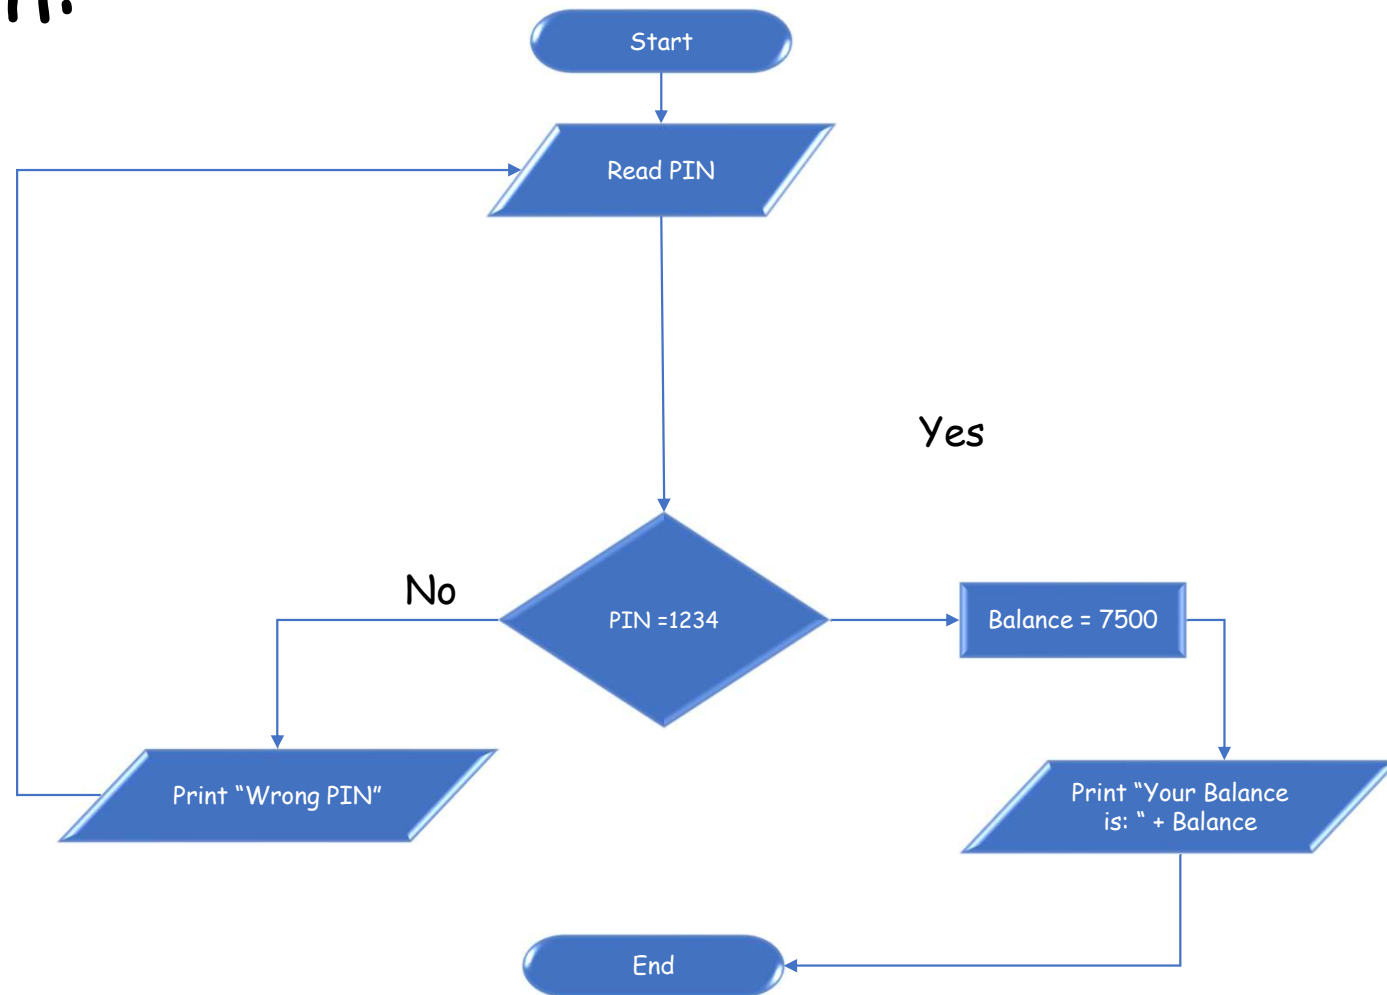 Start
Read PIN
Yes
No
PIN =1234
Balance = 7500
Print “Wrong PIN”
Print “Your Balance
is: “ + Balance
End